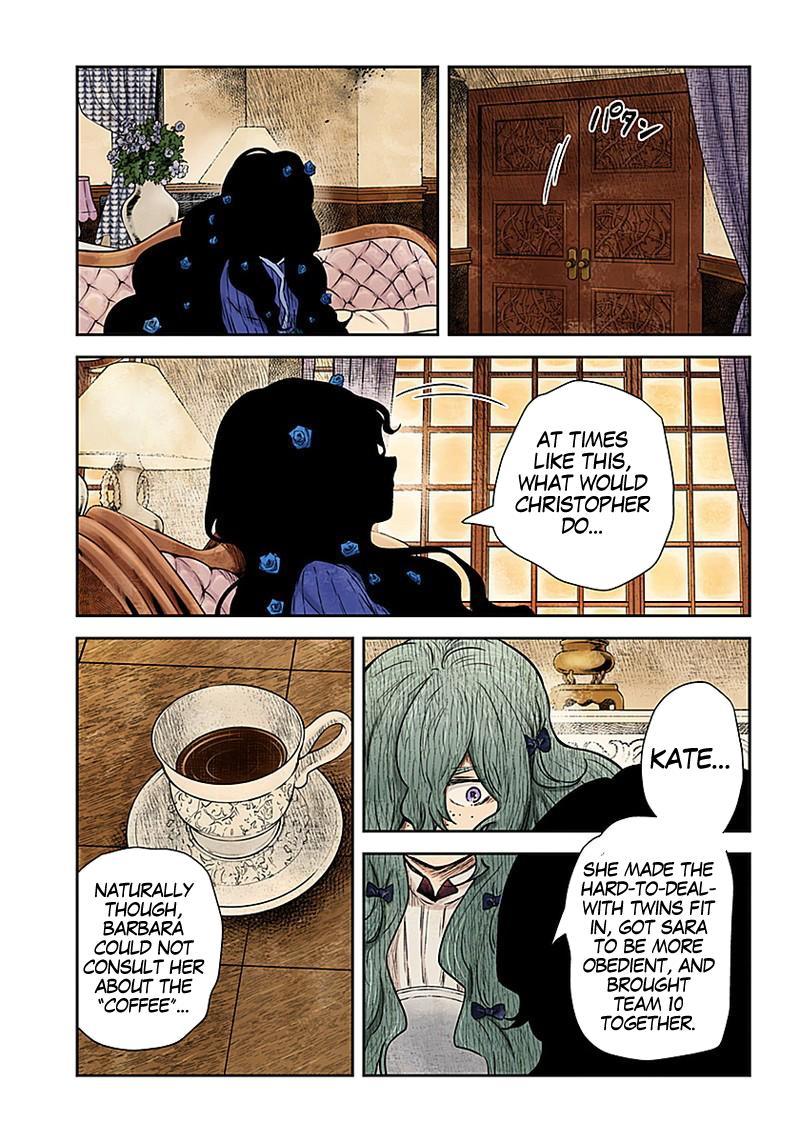 パタン
AT TIMES
LIKE THIS,
WHAT WOULD
CHRISTOPHER
DO...
KATE...
SHE MADE THE
HARD-TO-DEAL-
WITH TWINS FIT
IN, GOT SARA
TO BE MORE
OBEDIENT, AND
BROUGHT
TEAM 10
TOGETHER.
NATURALLY
THOUGH,
BARBARA
COULD NOT
CONSULT HER
ABOUT THE
"COFFEE"...